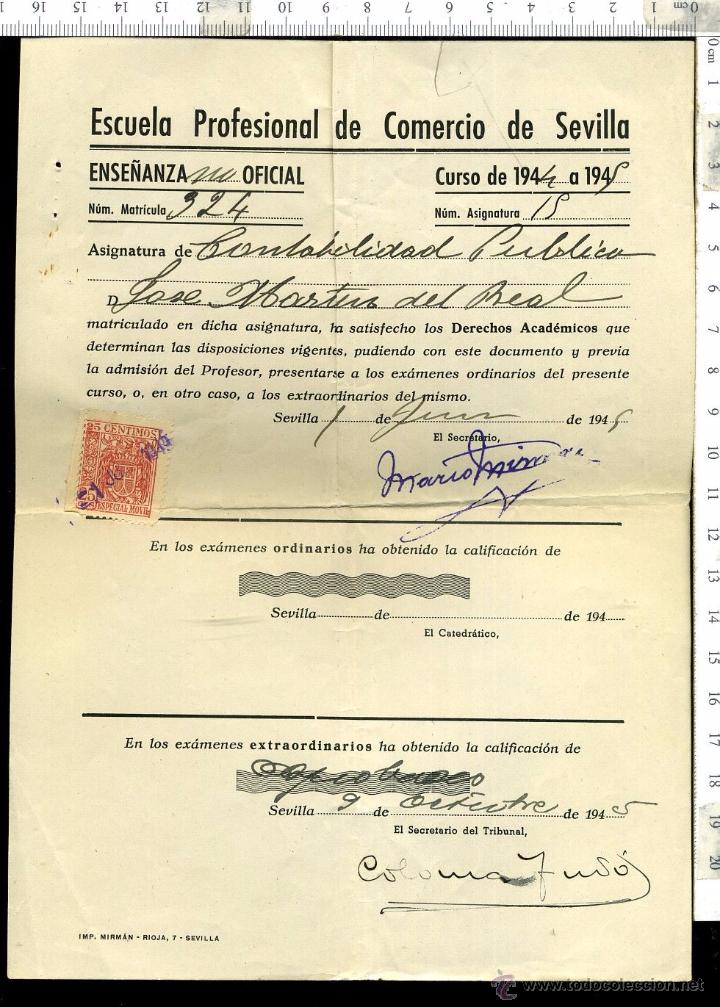 Escuela Profesional de Comercio de Sevilla
ENSEÑANZA no OFICIAL
Curso de 1944 a 1945
Núm. Matrícula 324
Núm. Asignatura 15
Asignatura de Contabilidad Publica
D Jose Martin del Real
matriculado en dicha asignatura, ha satisfecho los Derechos Académicos que
determinan las disposiciones vigentes, pudiendo con este documento y previa
la admisión del Profesor, presentarse a los exámenes ordinarios del presente
curso, o, en otro caso, a los extraordinarios del mismo.
Sevilla 1 de Junio de 1945
El Secretario,
25 CENTIMOS
25
ESPECIAL MOVIL
En los exámenes ordinarios ha obtenido la calificación de
Sevilla de de 194
El Catedrático,
En los exámenes extraordinarios ha obtenido la calificación de
Aprobado
Sevilla 9 de Octubre de 1945
El Secretario del Tribunal,
Coloma
IMP. MIRMÁN - RIOJA, 7 - SEVILLA
www.todocoleccion.net